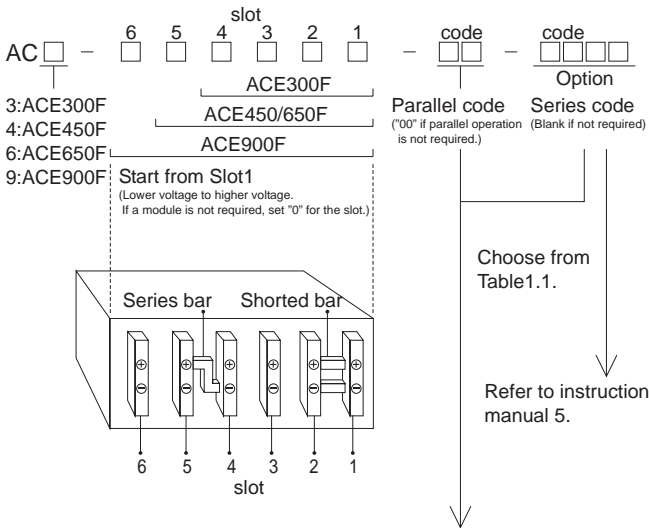 slot
6 5 4 3 2 1 code code
AC□ - □ □ □ □ □ □ - □□ - □□□□
Option
ACE300F
3:ACE300F ACE450/650F Parallel code Series code
4:ACE450F ("00" if parallel operation (Blank if not required)
is not required.)
6:ACE650F ACE900F
9:ACE900F Start from Slot1
(Lower voltage to higher voltage.
If a module is not required, set "0" for the slot.)
Choose from
Table1.1.
Series bar Shorted bar
Refer to instruction
manual 5.
6 5 4 3 2 1
slot